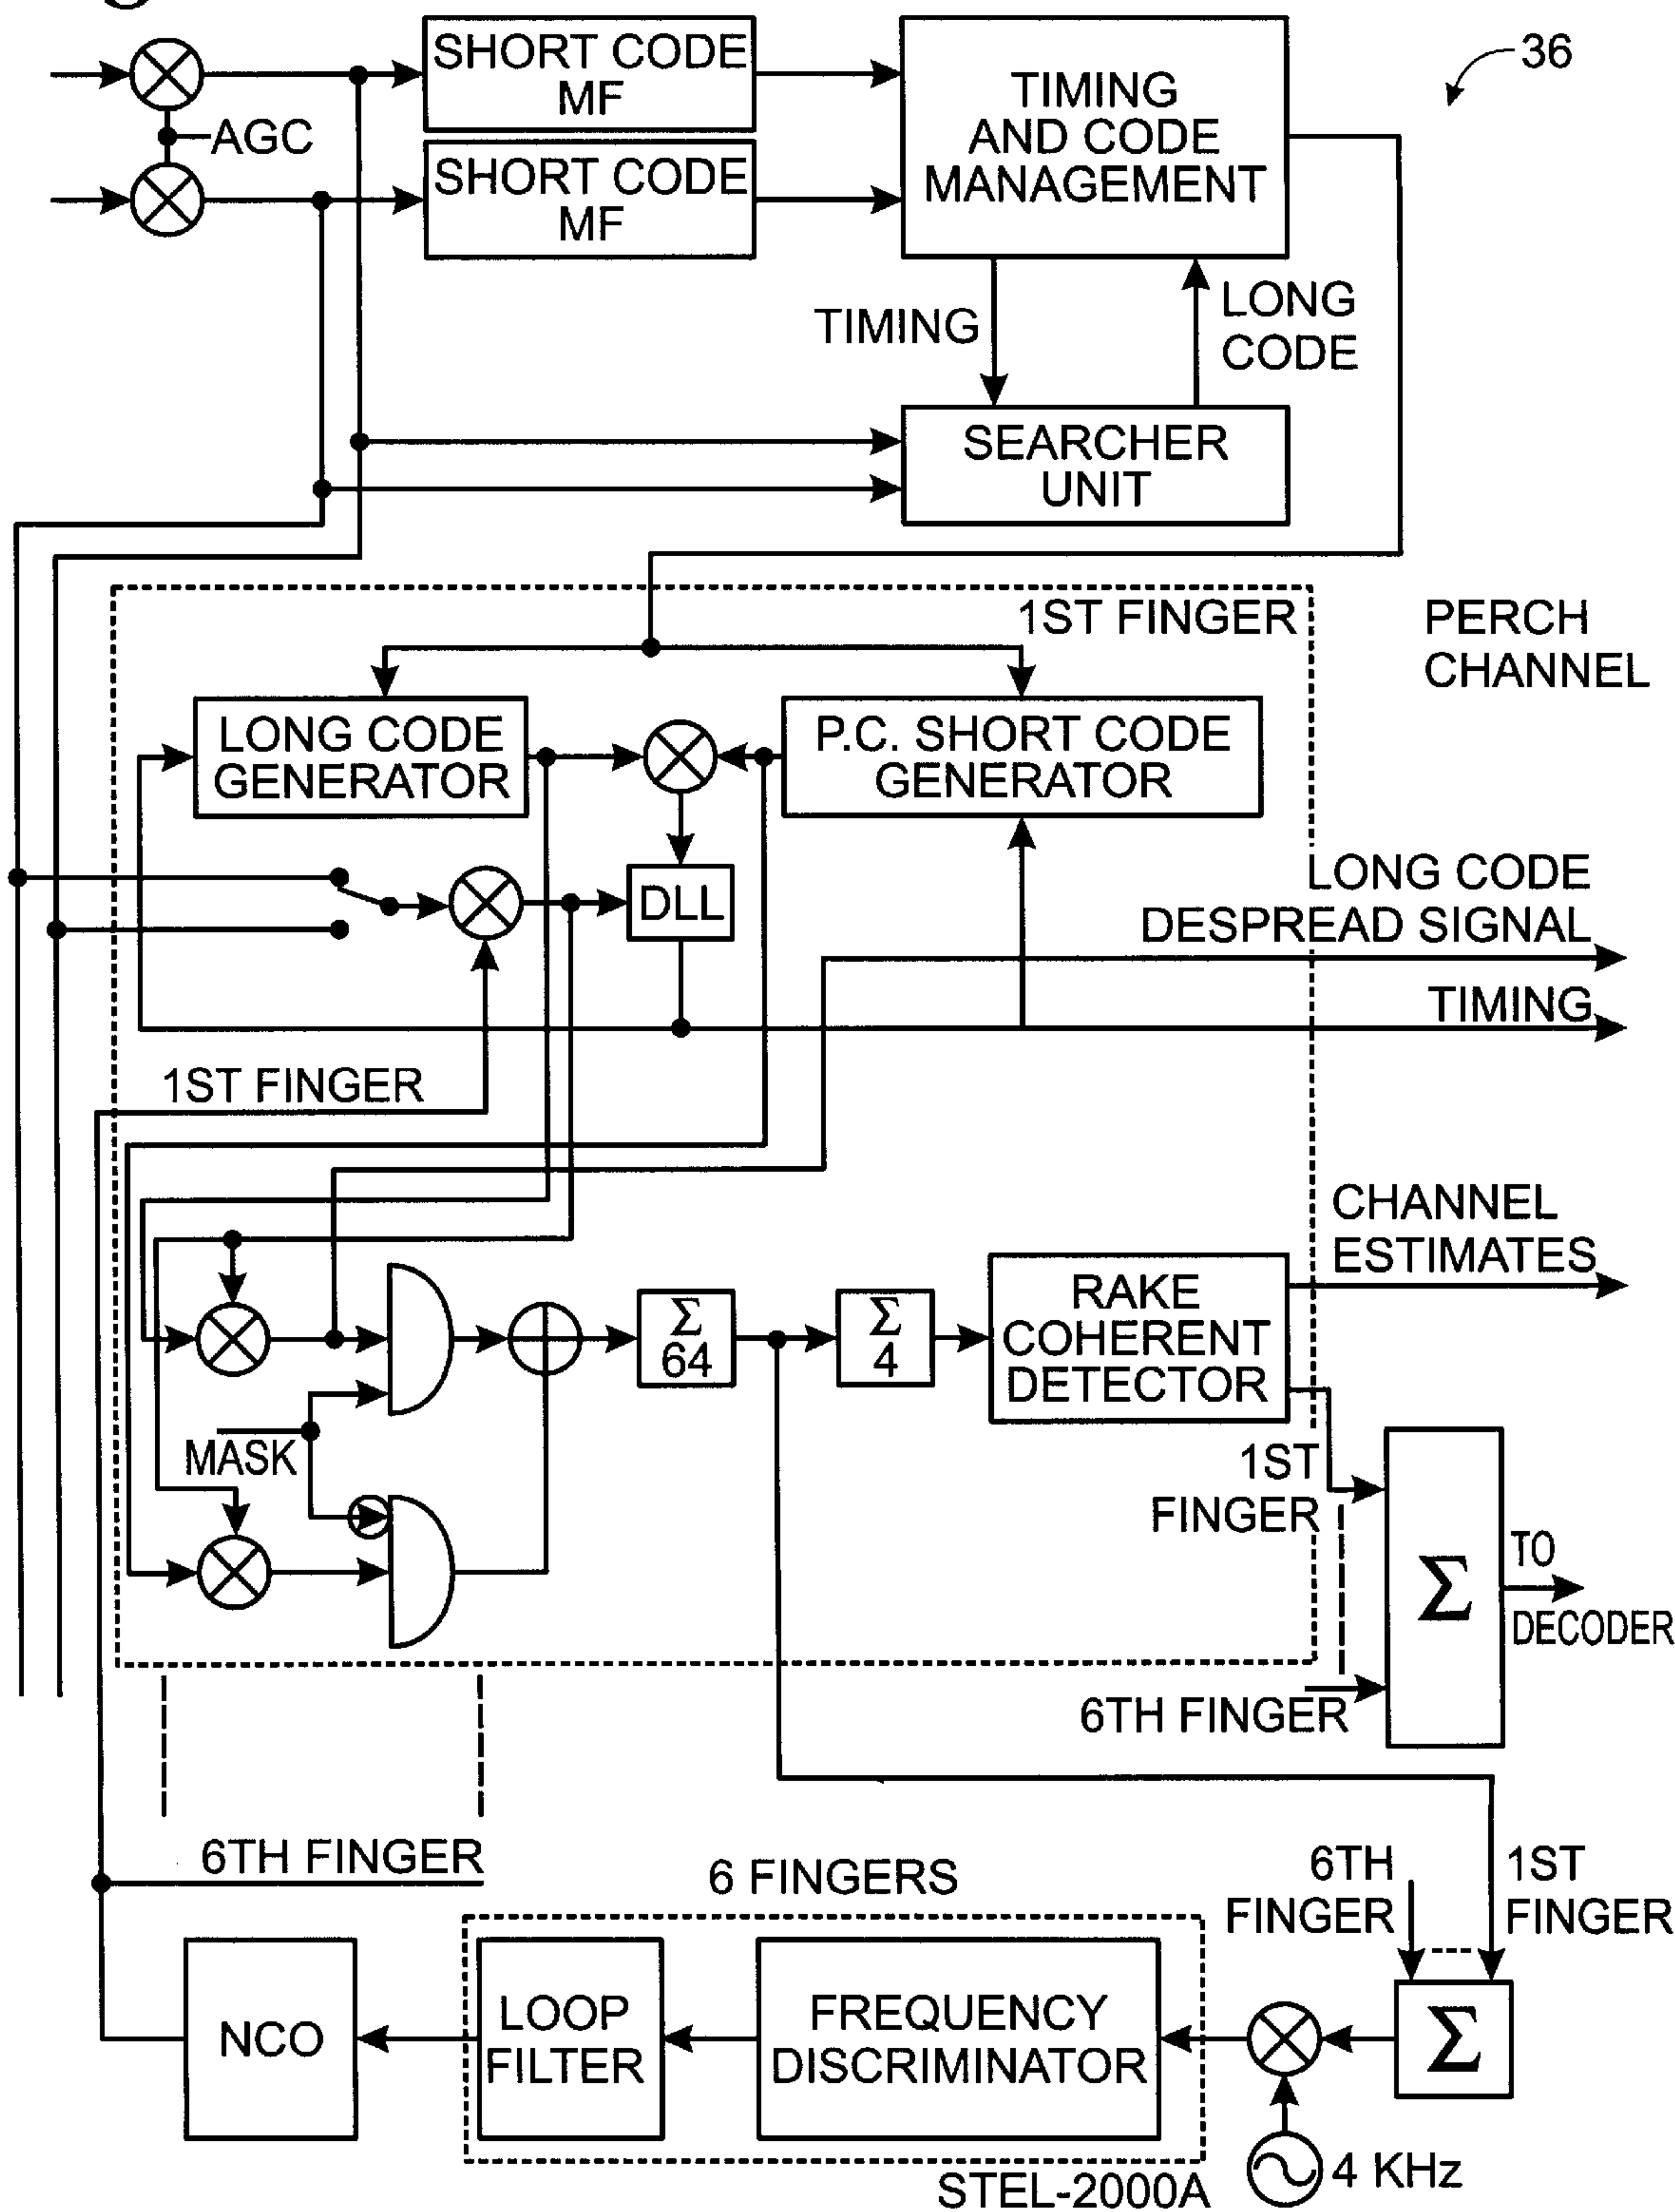 SHORT CODE
MF
36
AGC
SHORT CODE
MF
TIMING
AND CODE
MANAGEMENT
TIMING
LONG
CODE
SEARCHER
UNIT
1ST FINGER
PERCH
CHANNEL
LONG CODE
GENERATOR
P.C. SHORT CODE
GENERATOR
DLL
LONG CODE
DESPREAD SIGNAL
TIMING
1ST FINGER
CHANNEL
ESTIMATES
Σ
64
Σ
4
RAKE
COHERENT
DETECTOR
MASK
1ST
FINGER
Σ
TO
DECODER
6TH FINGER
6TH FINGER
6 FINGERS
6TH
FINGER
1ST
FINGER
NCO
LOOP
FILTER
FREQUENCY
DISCRIMINATOR
Σ
4 KHz
STEL-2000A